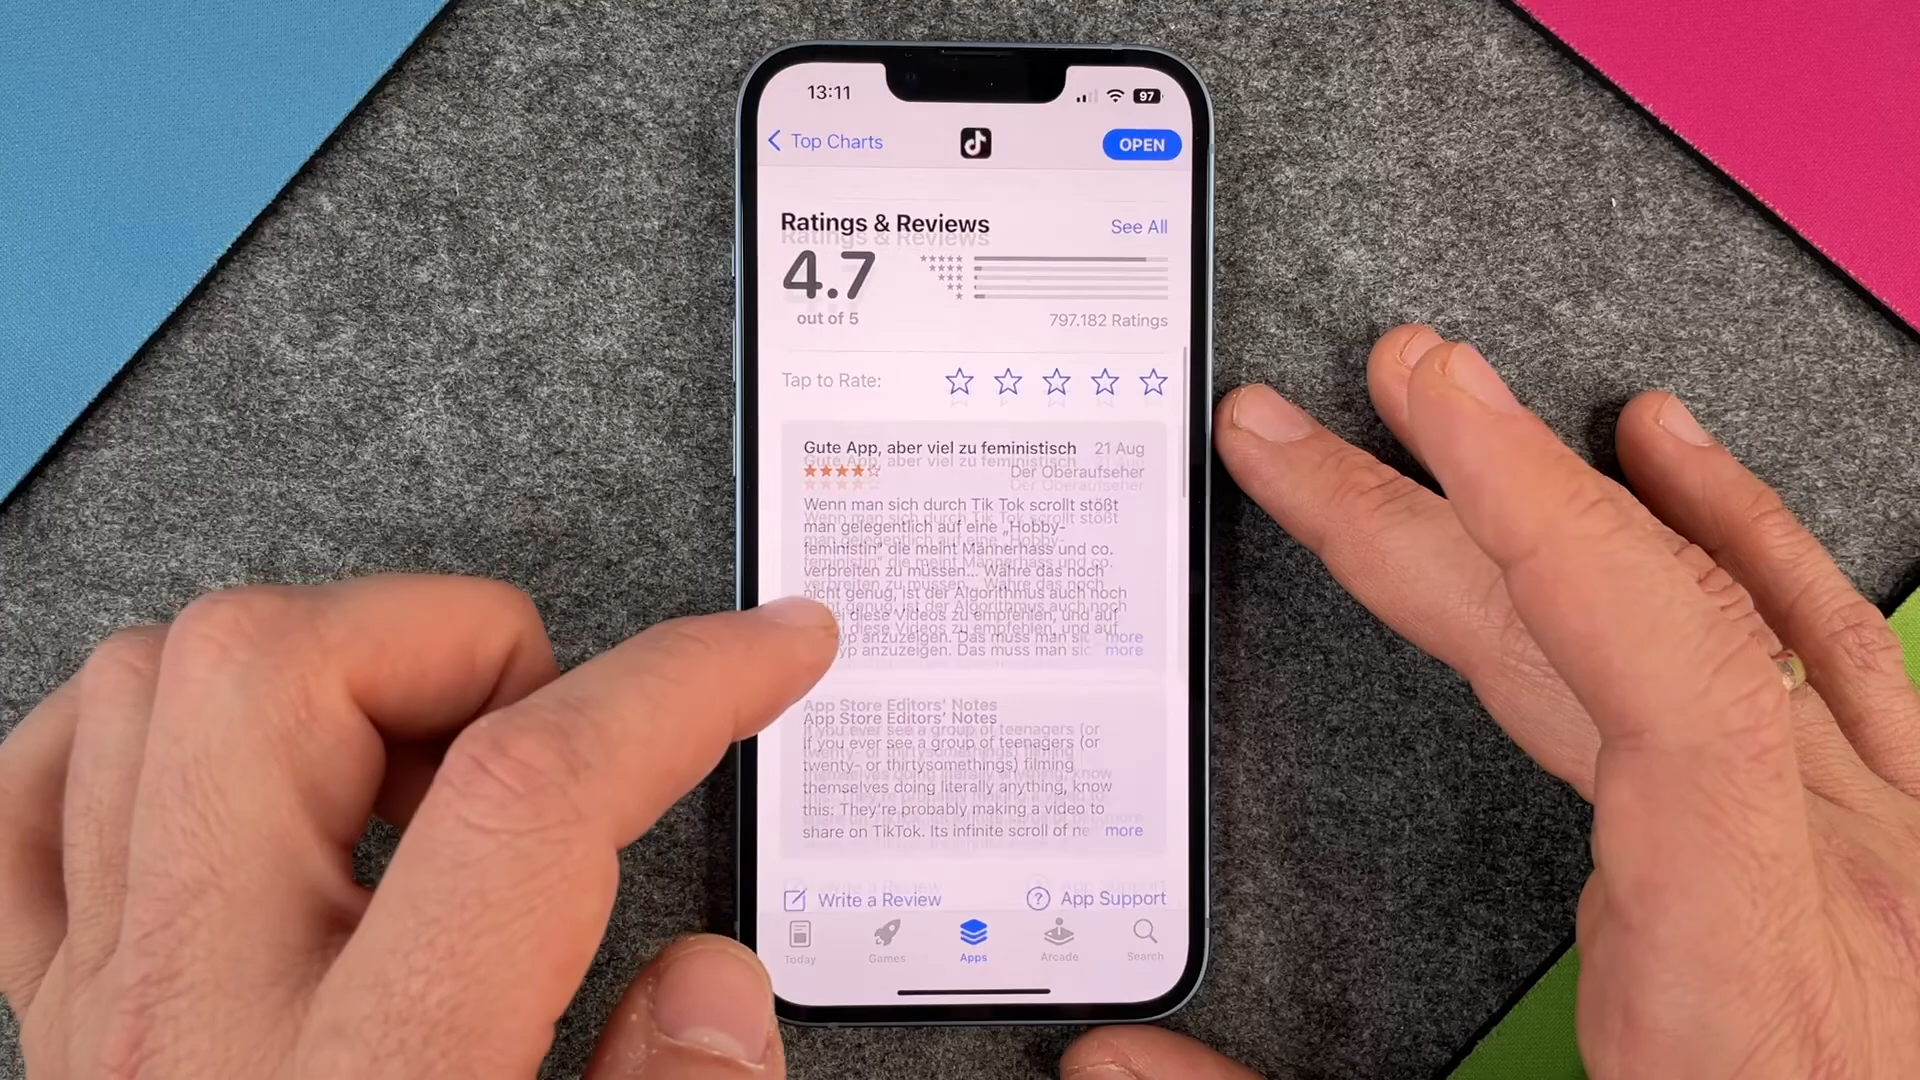 13:11
97
Top Charts
OPEN
Ratings & Reviews
See All
4.7
out of 5
797.182 Ratings
Tap to Rate:
Gute App, aber viel zu feministisch
21 Aug
Der Oberaufseher
Wenn man sich durch Tik Tok scrollt stößt
man gelegentlich auf eine „Hobby-
feministin“ die meint Männerhass und co.
verbreiten zu müssen... Währe das noch
nicht genug, ist der Algorithmus auch noch
diese Videos zu empfehlen, und auf
anzuzeigen. Das muss man sic
more
App Store Editors’ Notes
If you ever see a group of teenagers (or
twenty- or thirtysomethings) filming
themselves doing literally anything, know
this: They’re probably making a video to
share on TikTok. Its infinite scroll of ne
more
Write a Review
App Support
Today
Games
Apps
Arcade
Search